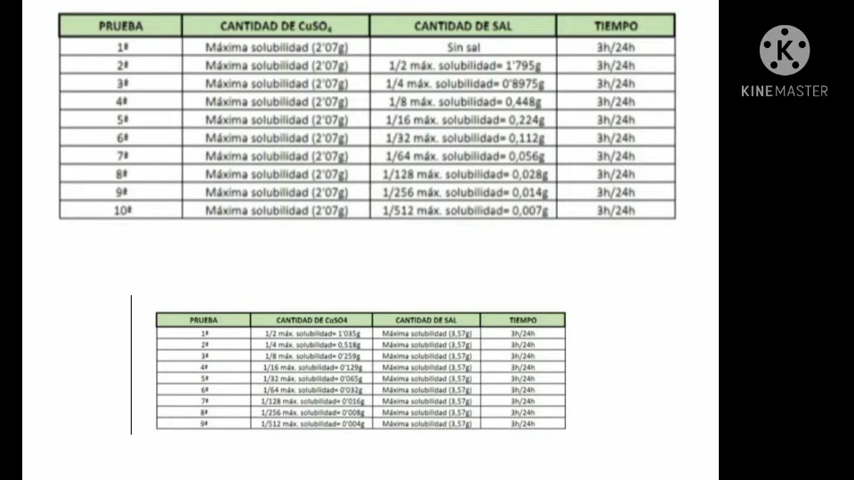 PRUEBA CANTIDAD DE CuSO₄ CANTIDAD DE SAL TIEMPO
1ª Máxima solubilidad (2'07g) Sin sal 3h/24h
2ª Máxima solubilidad (2'07g) 1/2 máx. solubilidad= 1'795g 3h/24h
3ª Máxima solubilidad (2'07g) 1/4 máx. solubilidad= 0'8975g 3h/24h
4ª Máxima solubilidad (2'07g) 1/8 máx. solubilidad= 0,448g 3h/24h
5ª Máxima solubilidad (2'07g) 1/16 máx. solubilidad= 0,224g 3h/24h
6ª Máxima solubilidad (2'07g) 1/32 máx. solubilidad= 0,112g 3h/24h
7ª Máxima solubilidad (2'07g) 1/64 máx. solubilidad= 0,056g 3h/24h
8ª Máxima solubilidad (2'07g) 1/128 máx. solubilidad= 0,028g 3h/24h
9ª Máxima solubilidad (2'07g) 1/256 máx. solubilidad= 0,014g 3h/24h
10ª Máxima solubilidad (2'07g) 1/512 máx. solubilidad= 0,007g 3h/24h
K
KINEMASTER
PRUEBA CANTIDAD DE CuSO4 CANTIDAD DE SAL TIEMPO
1ª 1/2 máx. solubilidad= 1'035g Máxima solubilidad (3,57g) 3h/24h
2ª 1/4 máx. solubilidad= 0,518g Máxima solubilidad (3,57g) 3h/24h
3ª 1/8 máx. solubilidad= 0'259g Máxima solubilidad (3,57g) 3h/24h
4ª 1/16 máx. solubilidad= 0'129g Máxima solubilidad (3,57g) 3h/24h
5ª 1/32 máx. solubilidad= 0'065g Máxima solubilidad (3,57g) 3h/24h
6ª 1/64 máx. solubilidad= 0'032g Máxima solubilidad (3,57g) 3h/24h
7ª 1/128 máx. solubilidad= 0'016g Máxima solubilidad (3,57g) 3h/24h
8ª 1/256 máx. solubilidad= 0'008g Máxima solubilidad (3,57g) 3h/24h
9ª 1/512 máx. solubilidad= 0'004g Máxima solubilidad (3,57g) 3h/24h